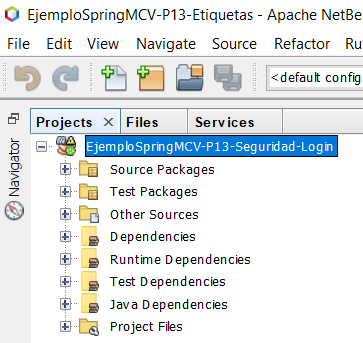 EjemploSpringMCV-P13-Etiquetas - Apache NetBe
File Edit View Navigate Source Refactor Ru
<default config
Projects × Files Services
Navigator
EjemploSpringMCV-P13-Seguridad-Login
Source Packages
Test Packages
Other Sources
Dependencies
Runtime Dependencies
Test Dependencies
Java Dependencies
Project Files